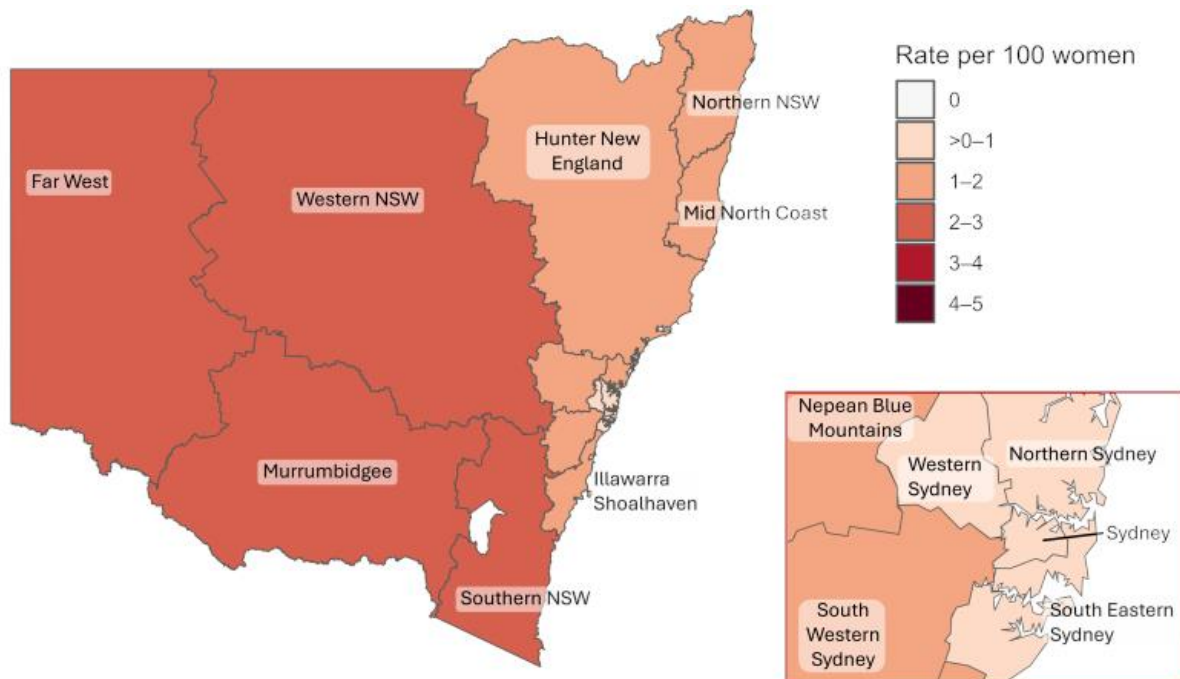 Rate per 100 women
0
>0–1
1–2
2–3
3–4
4–5
Northern NSW
Hunter New
England
Far West
Western NSW
Mid North Coast
Murrumbidgee
Illawarra
Shoalhaven
Southern NSW
Nepean Blue
Mountains
Western
Sydney
Northern Sydney
Sydney
South
Western
Sydney
South Eastern
Sydney